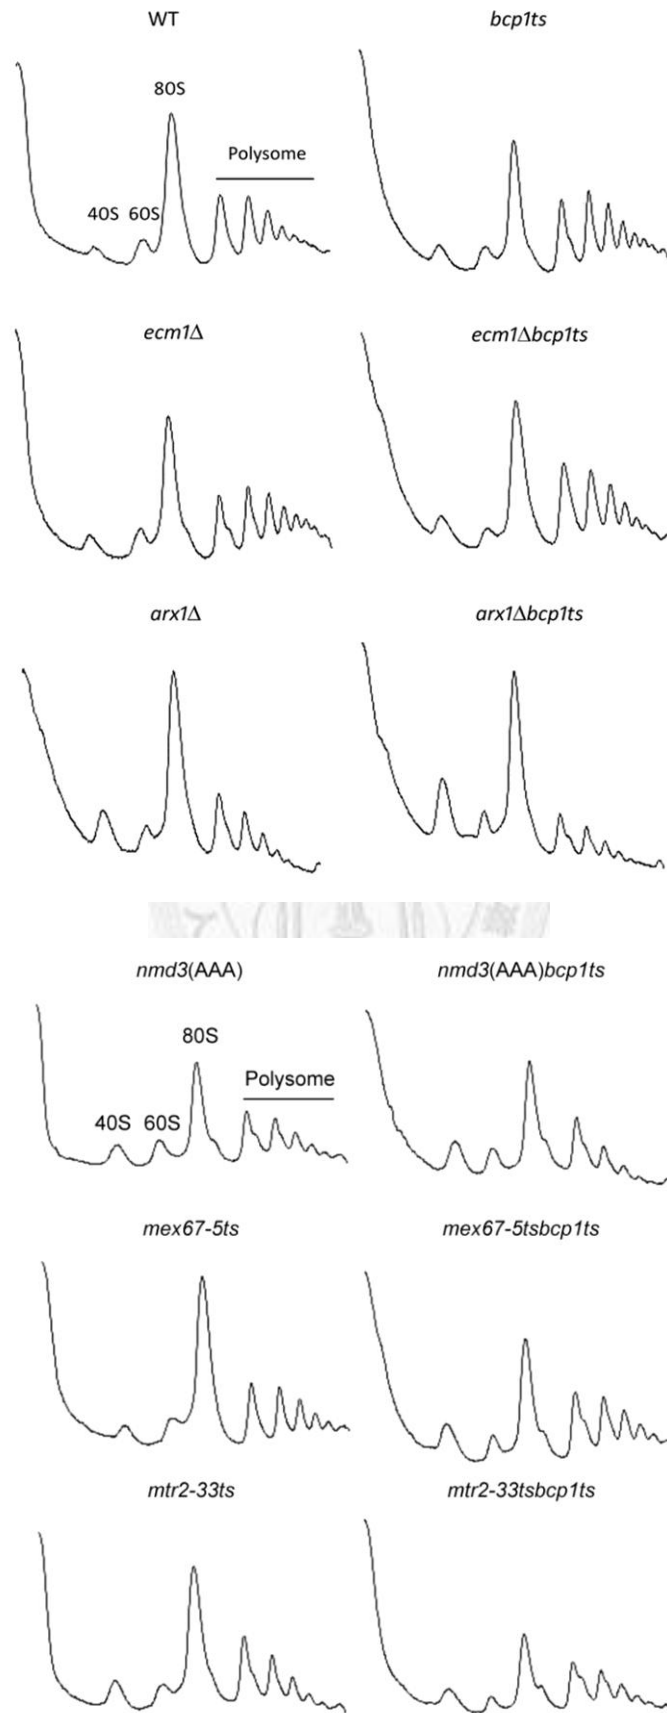 WT bcp1ts
80S
Polysome
40S 60S
ecm1Δ ecm1Δbcp1ts
arx1Δ arx1Δbcp1ts
nmd3(AAA) nmd3(AAA)bcp1ts
80S
Polysome
40S 60S
mex67-5ts mex67-5tsbcp1ts
mtr2-33ts mtr2-33tsbcp1ts